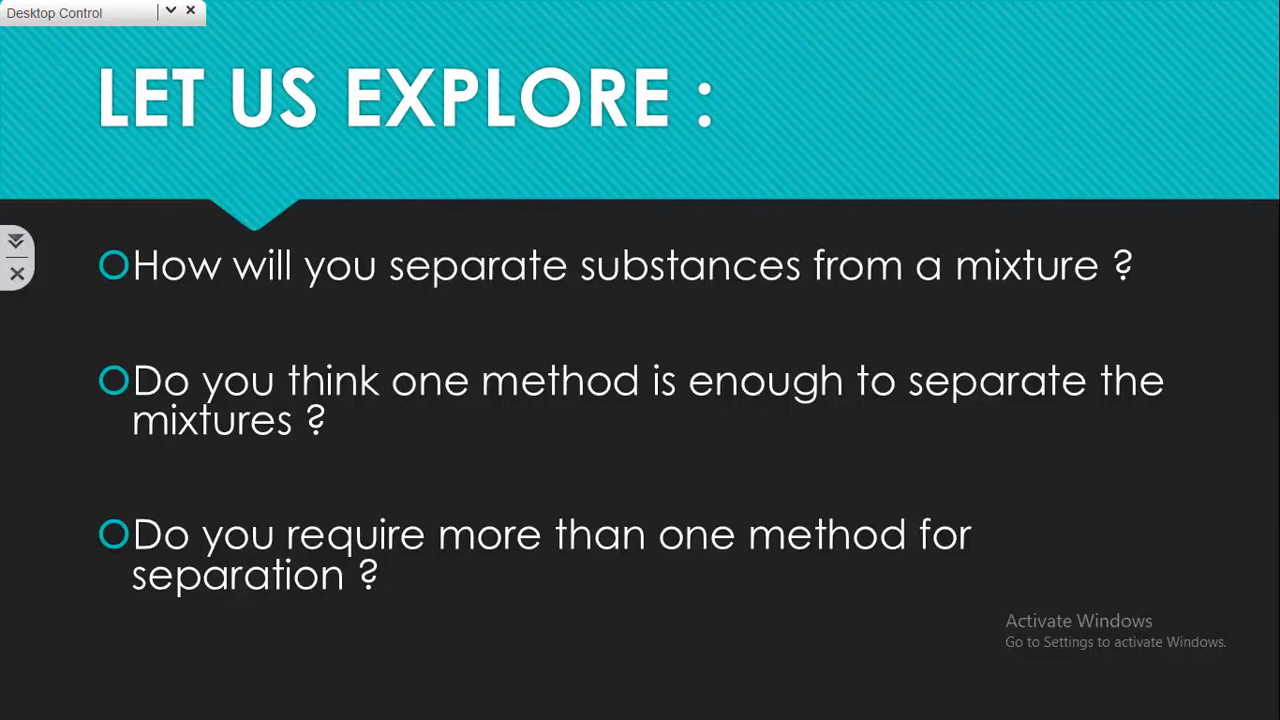 Desktop Control
LET US EXPLORE :
How will you separate substances from a mixture ?
Do you think one method is enough to separate the
mixtures ?
Do you require more than one method for
separation ?
Activate Windows
Go to Settings to activate Windows.